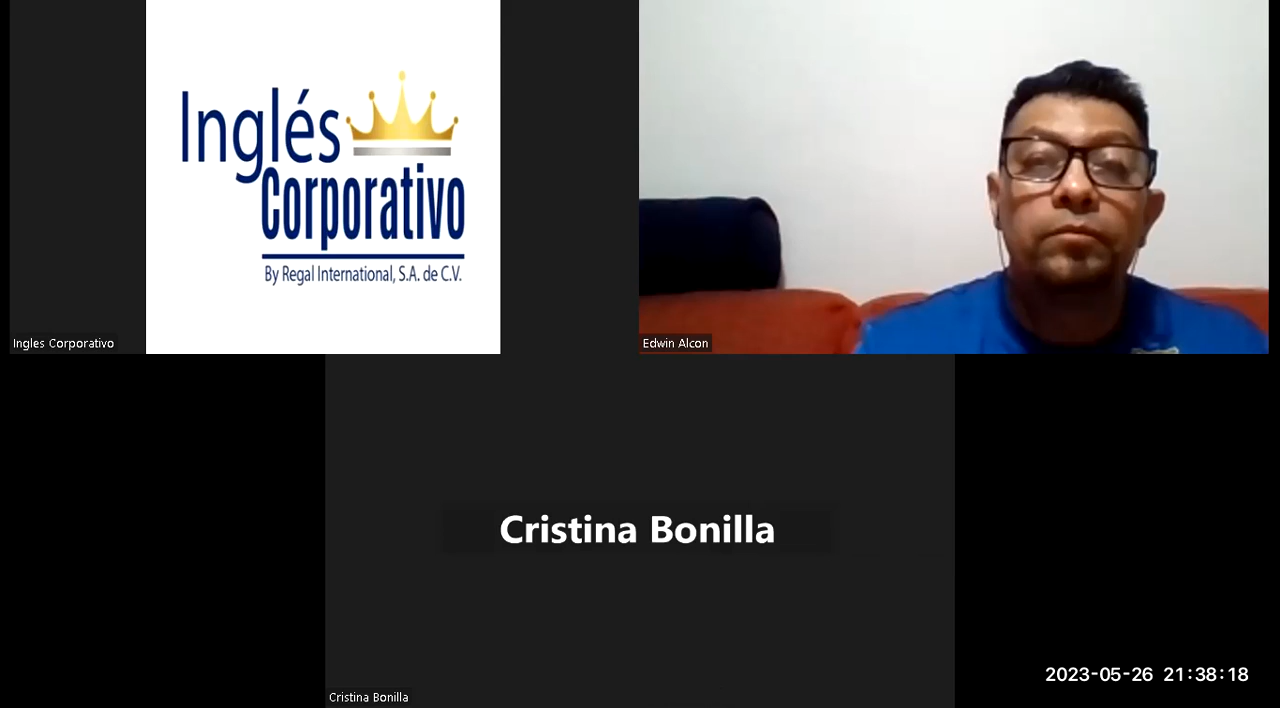 Inglés
Corporativo
By Regal International, S.A. de C.V.
Ingles Corporativo
Edwin Alcon
Cristina Bonilla
Cristina Bonilla
2023-05-26 21:38:18